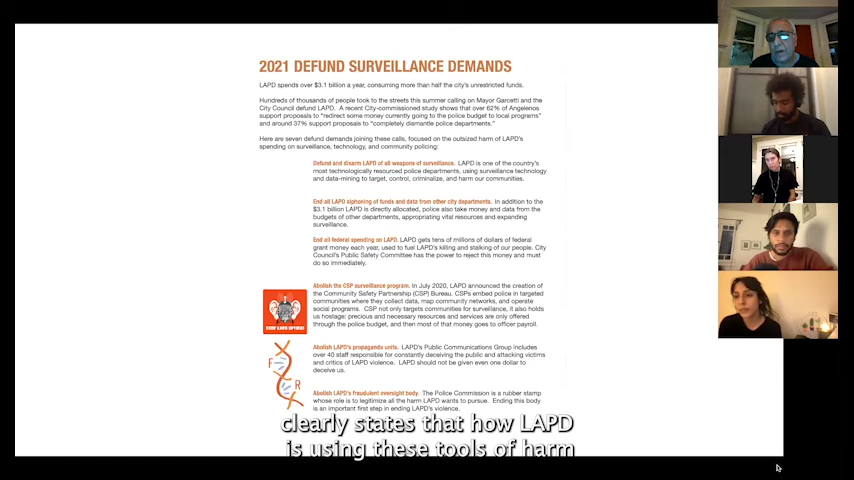 2021 DEFUND SURVEILLANCE DEMANDS
LAPD spends over $3.1 billion a year, consuming more than half the city's unrestricted funds.
Hundreds of thousands of people took to the streets this summer calling on Mayor Garcetti and the
City Council defund LAPD. A recent City-commissioned study shows that over 62% of Angelenos
support proposals to "redirect some money currently going to the police budget to local programs"
and around 37% support proposals to "completely dismantle police departments."
Here are seven defund demands joining these calls, focused on the outsized harm of LAPD's
spending on surveillance, technology, and community policing:
Defund and disarm LAPD of all weapons of surveillance. LAPD is one of the country's
most technologically resourced police departments, using surveillance technology
and data-mining to target, control, criminalize, and harm our communities.
End all LAPD siphoning of funds and data from other city departments. In addition to the
$3.1 billion LAPD is directly allocated, police also take money and data from the
budgets of other departments, appropriating vital resources and expanding
surveillance.
End all federal spending on LAPD. LAPD gets tens of millions of dollars of federal
grant money each year, used to fuel LAPD's killing and stalking of our people. City
Council's Public Safety Committee has the power to reject this money and must
do so immediately.
Abolish the CSP surveillance program. In July 2020, LAPD announced the creation of
the Community Safety Partnership (CSP) Bureau. CSPs embed police in targeted
communities where they collect data, map community networks, and operate
social programs. CSP not only targets communities for surveillance, it also holds
us hostage: precious and necessary resources and services are only offered
through the police budget, and then most of that money goes to officer payroll.
STOP LAPD SPYING
Abolish LAPD's propaganda units. LAPD's Public Communications Group includes
over 40 staff responsible for constantly deceiving the public and attacking victims
and critics of LAPD violence. LAPD should not be given even one dollar to
deceive us.
F
R
Abolish LAPD's fraudulent oversight body. The Police Commission is a rubber stamp
whose role is to legitimize all the harm LAPD wants to pursue. Ending this body
is an important first step in ending LAPD's violence.
clearly states that how LAPD
is using these tools of harm